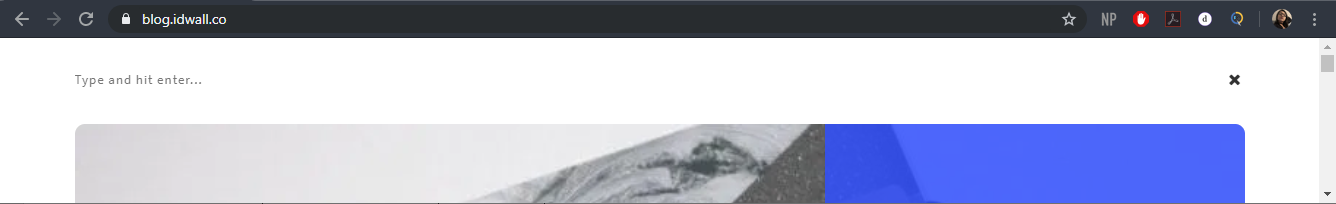 blog.idwall.co
NP
d
Type and hit enter...